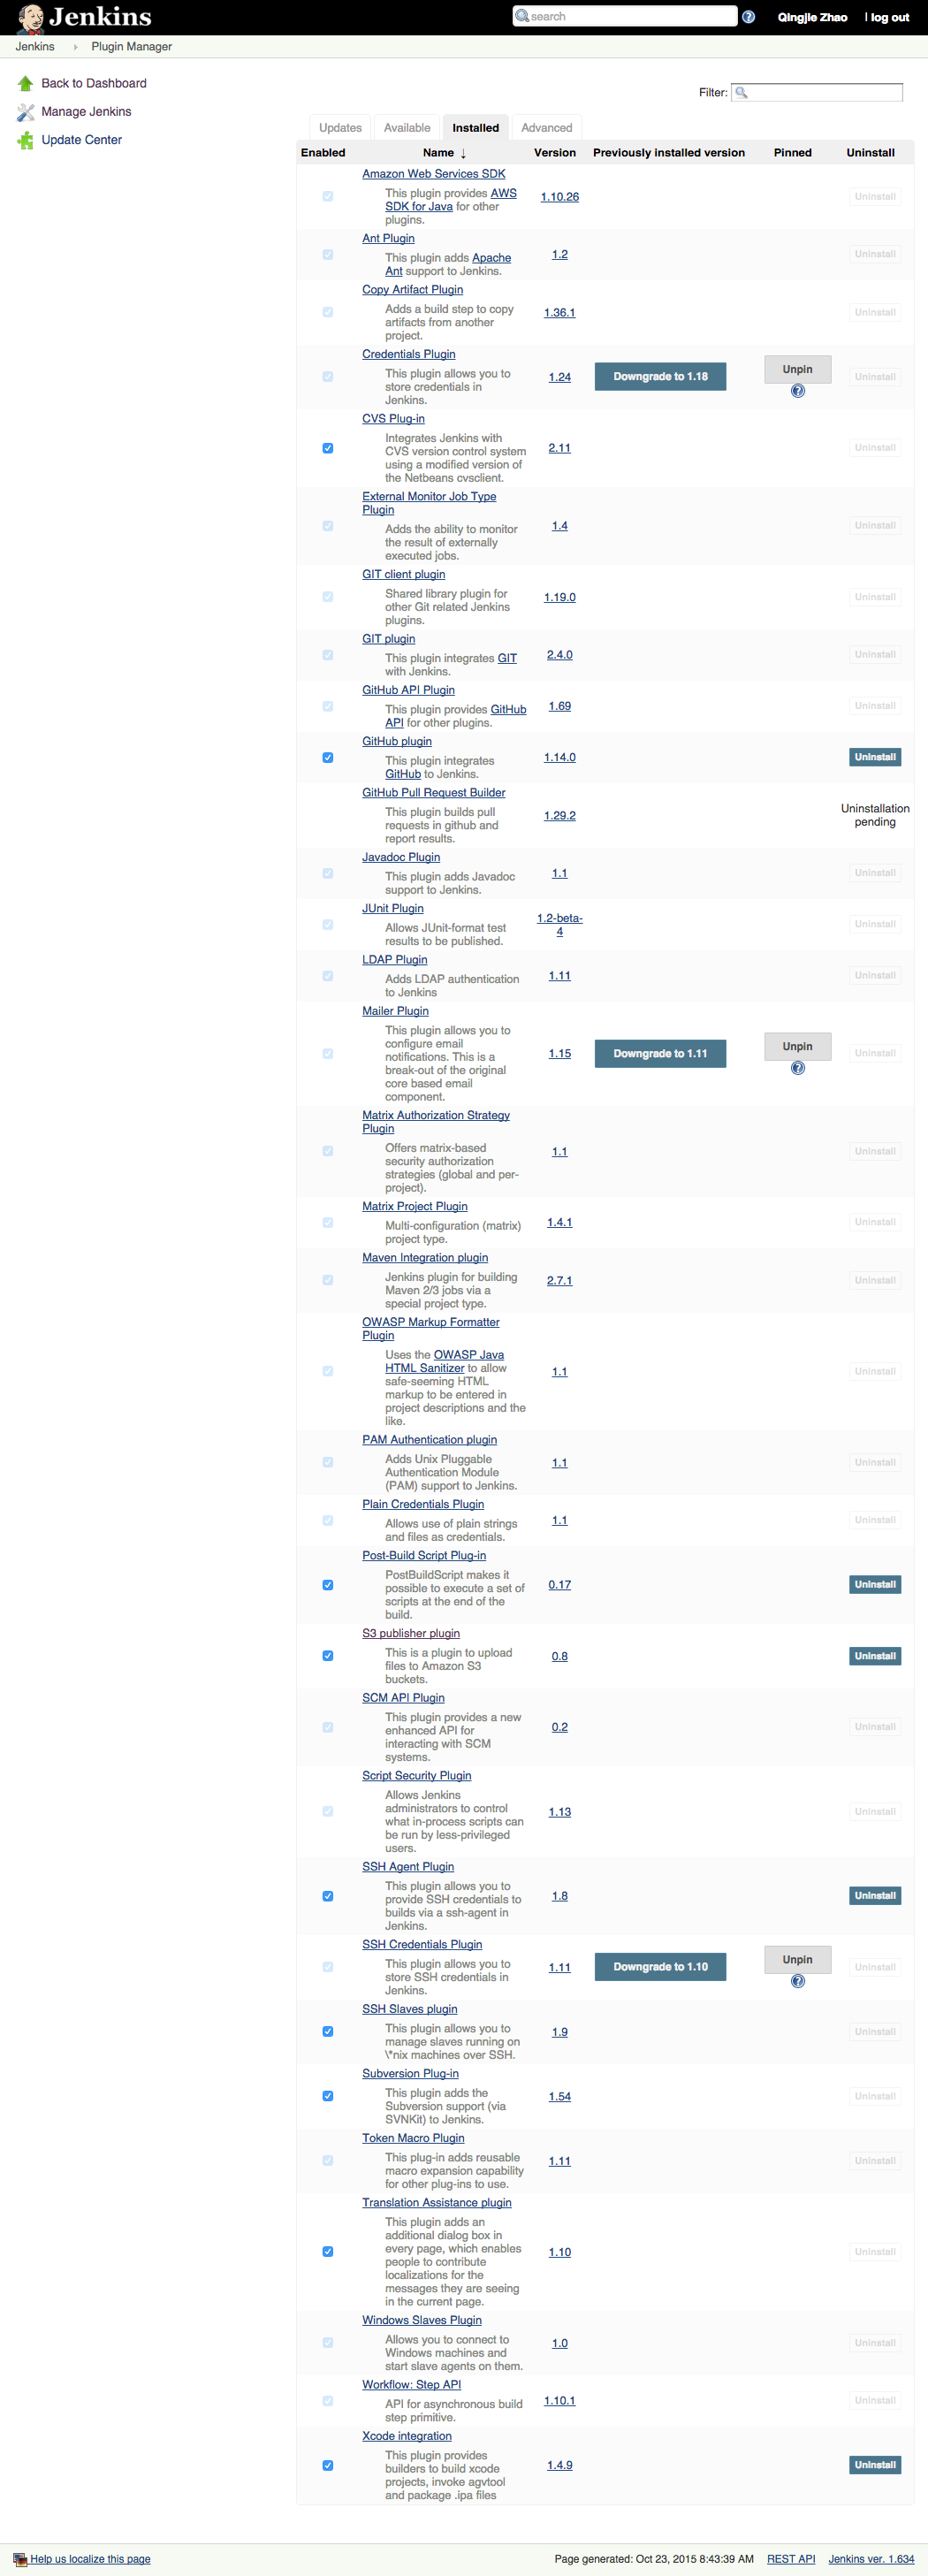 Jenkins
search
Qingjie Zhao
| log out
Jenkins
Plugin Manager
Back to Dashboard
Manage Jenkins
Update Center
Filter:
Updates
Available
Installed
Advanced
Enabled
Name ↓
Version
Previously installed version
Pinned
Uninstall
Amazon Web Services SDK
This plugin provides AWS
SDK for Java for other
plugins.
1.10.26
Uninstall
Ant Plugin
This plugin adds Apache
Ant support to Jenkins.
1.2
Uninstall
Copy Artifact Plugin
Adds a build step to copy
artifacts from another
project.
1.36.1
Uninstall
Credentials Plugin
This plugin allows you to
store credentials in
Jenkins.
1.24
Downgrade to 1.18
Unpin
Uninstall
CVS Plug-in
Integrates Jenkins with
CVS version control system
using a modified version of
the Netbeans cvsclient.
2.11
Uninstall
External Monitor Job Type
Plugin
Adds the ability to monitor
the result of externally
executed jobs.
1.4
Uninstall
GIT client plugin
Shared library plugin for
other Git related Jenkins
plugins.
1.19.0
Uninstall
GIT plugin
This plugin integrates GIT
with Jenkins.
2.4.0
Uninstall
GitHub API Plugin
This plugin provides GitHub
API for other plugins.
1.69
Uninstall
GitHub plugin
This plugin integrates
GitHub to Jenkins.
1.14.0
Uninstall
GitHub Pull Request Builder
This plugin builds pull
requests in github and
report results.
1.29.2
Uninstallation
pending
Javadoc Plugin
This plugin adds Javadoc
support to Jenkins.
1.1
Uninstall
JUnit Plugin
Allows JUnit-format test
results to be published.
1.2-beta-
4
Uninstall
LDAP Plugin
Adds LDAP authentication
to Jenkins
1.11
Uninstall
Mailer Plugin
This plugin allows you to
configure email
notifications. This is a
break-out of the original
core based email
component.
1.15
Downgrade to 1.11
Unpin
Uninstall
Matrix Authorization Strategy
Plugin
Offers matrix-based
security authorization
strategies (global and per-
project).
1.1
Uninstall
Matrix Project Plugin
Multi-configuration (matrix)
project type.
1.4.1
Uninstall
Maven Integration plugin
Jenkins plugin for building
Maven 2/3 jobs via a
special project type.
2.7.1
Uninstall
OWASP Markup Formatter
Plugin
Uses the OWASP Java
HTML Sanitizer to allow
safe-seeming HTML
markup to be entered in
project descriptions and the
like.
1.1
Uninstall
PAM Authentication plugin
Adds Unix Pluggable
Authentication Module
(PAM) support to Jenkins.
1.1
Uninstall
Plain Credentials Plugin
Allows use of plain strings
and files as credentials.
1.1
Uninstall
Post-Build Script Plug-in
PostBuildScript makes it
possible to execute a set of
scripts at the end of the
build.
0.17
Uninstall
S3 publisher plugin
This is a plugin to upload
files to Amazon S3
buckets.
0.8
Uninstall
SCM API Plugin
This plugin provides a new
enhanced API for
interacting with SCM
systems.
0.2
Uninstall
Script Security Plugin
Allows Jenkins
administrators to control
what in-process scripts can
be run by less-privileged
users.
1.13
Uninstall
SSH Agent Plugin
This plugin allows you to
provide SSH credentials to
builds via a ssh-agent in
Jenkins.
1.8
Uninstall
SSH Credentials Plugin
This plugin allows you to
store SSH credentials in
Jenkins.
1.11
Downgrade to 1.10
Unpin
Uninstall
SSH Slaves plugin
This plugin allows you to
manage slaves running on
\*nix machines over SSH.
1.9
Uninstall
Subversion Plug-in
This plugin adds the
Subversion support (via
SVNKit) to Jenkins.
1.54
Uninstall
Token Macro Plugin
This plug-in adds reusable
macro expansion capability
for other plug-ins to use.
1.11
Uninstall
Translation Assistance plugin
This plugin adds an
additional dialog box in
every page, which enables
people to contribute
localizations for the
messages they are seeing
in the current page.
1.10
Uninstall
Windows Slaves Plugin
Allows you to connect to
Windows machines and
start slave agents on them.
1.0
Uninstall
Workflow: Step API
API for asynchronous build
step primitive.
1.10.1
Uninstall
Xcode integration
This plugin provides
builders to build xcode
projects, invoke agvtool
and package .ipa files
1.4.9
Uninstall
Help us localize this page
Page generated: Oct 23, 2015 8:43:39 AM
REST API
Jenkins ver. 1.634